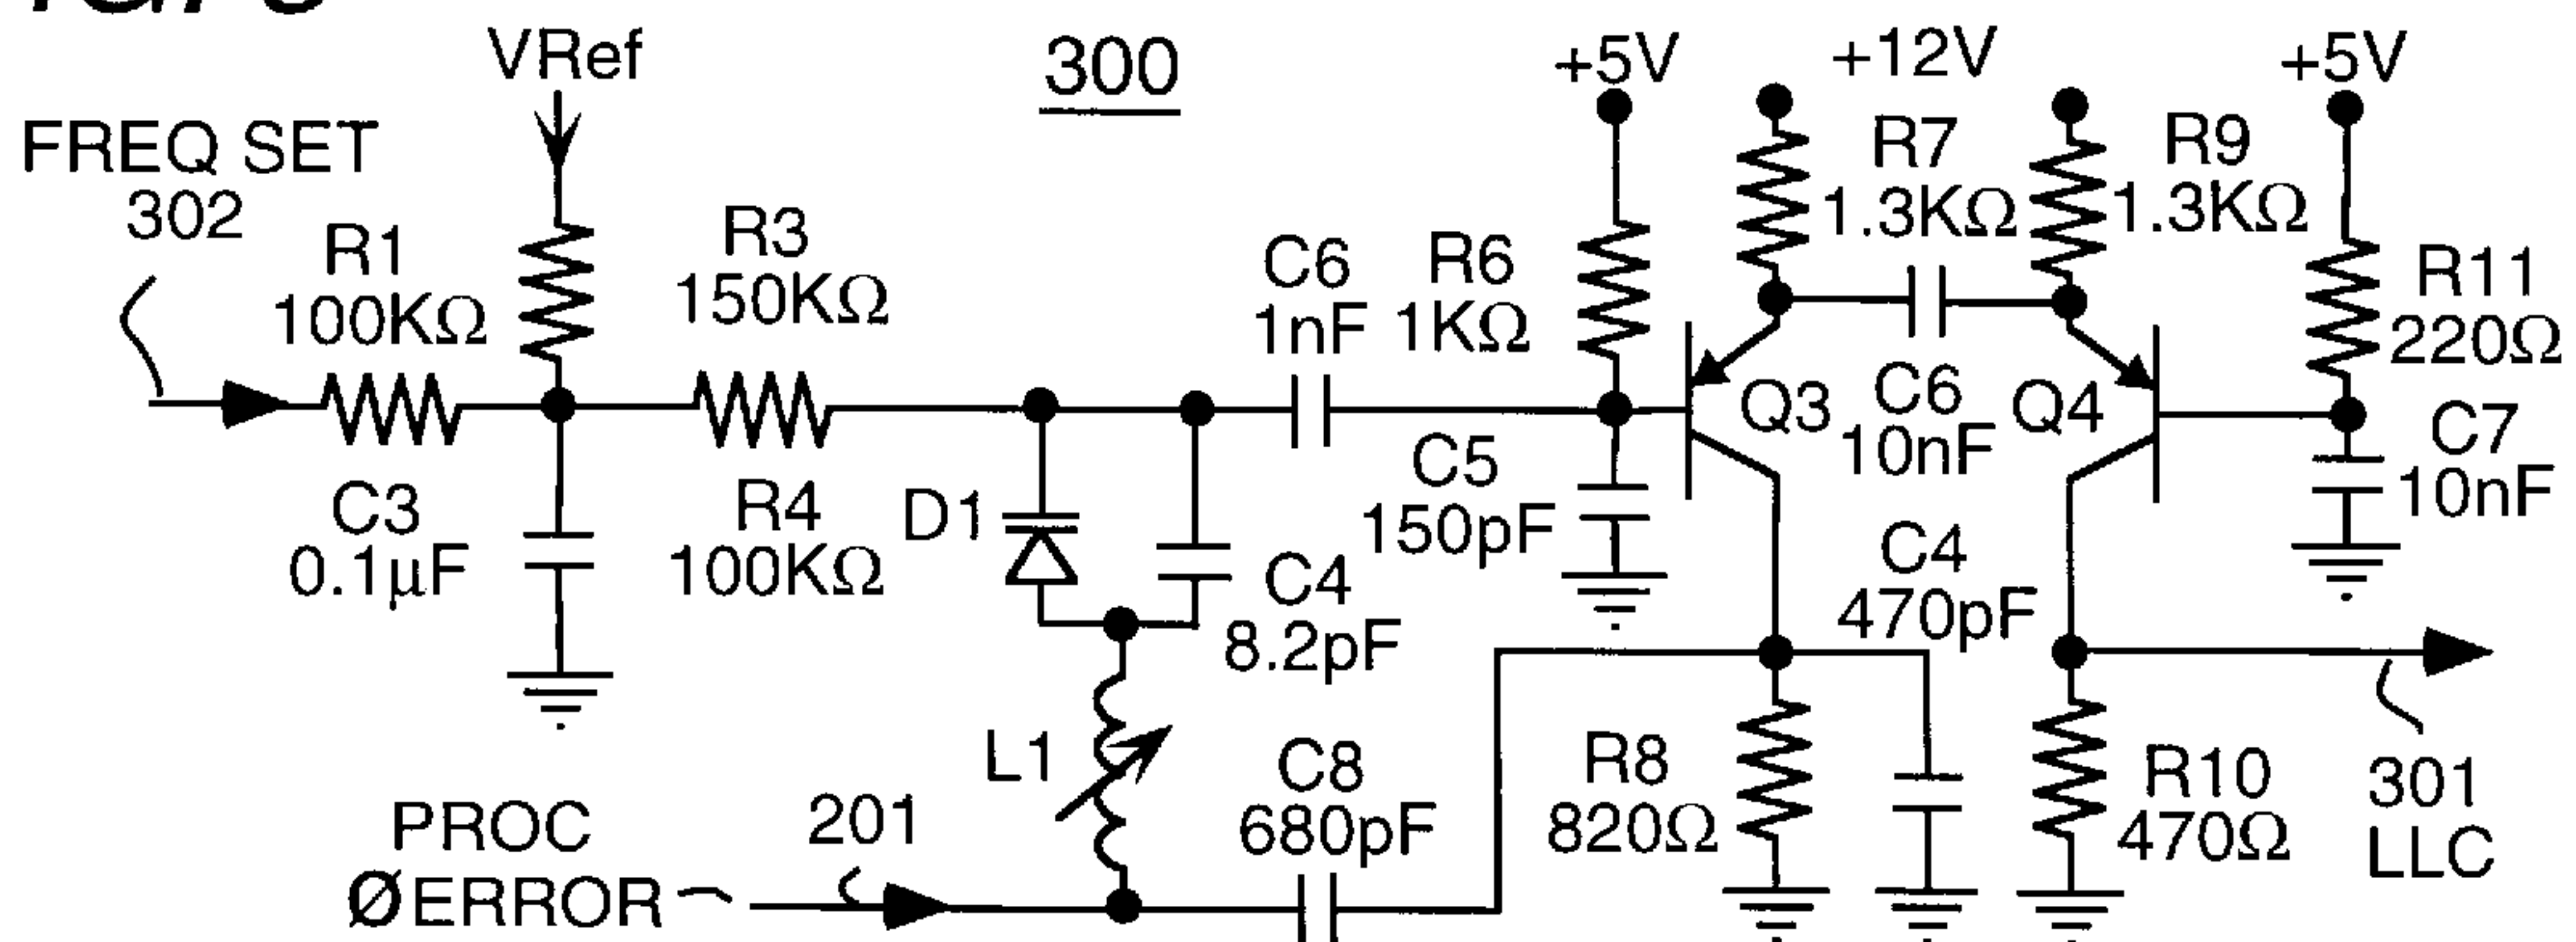 VRef
300
+5V
+12V
+5V
FREQ SET
302
R1
100KΩ
R3
150KΩ
C6
1nF
R6
1KΩ
R7
1.3KΩ
R9
1.3KΩ
R11
220Ω
C3
0.1µF
R4
100KΩ
D1
C4
8.2pF
C5
150pF
Q3
C6
10nF
Q4
C7
10nF
C4
470pF
L1
C8
680pF
R8
820Ω
R10
470Ω
301
LLC
PROC
ØERROR
201